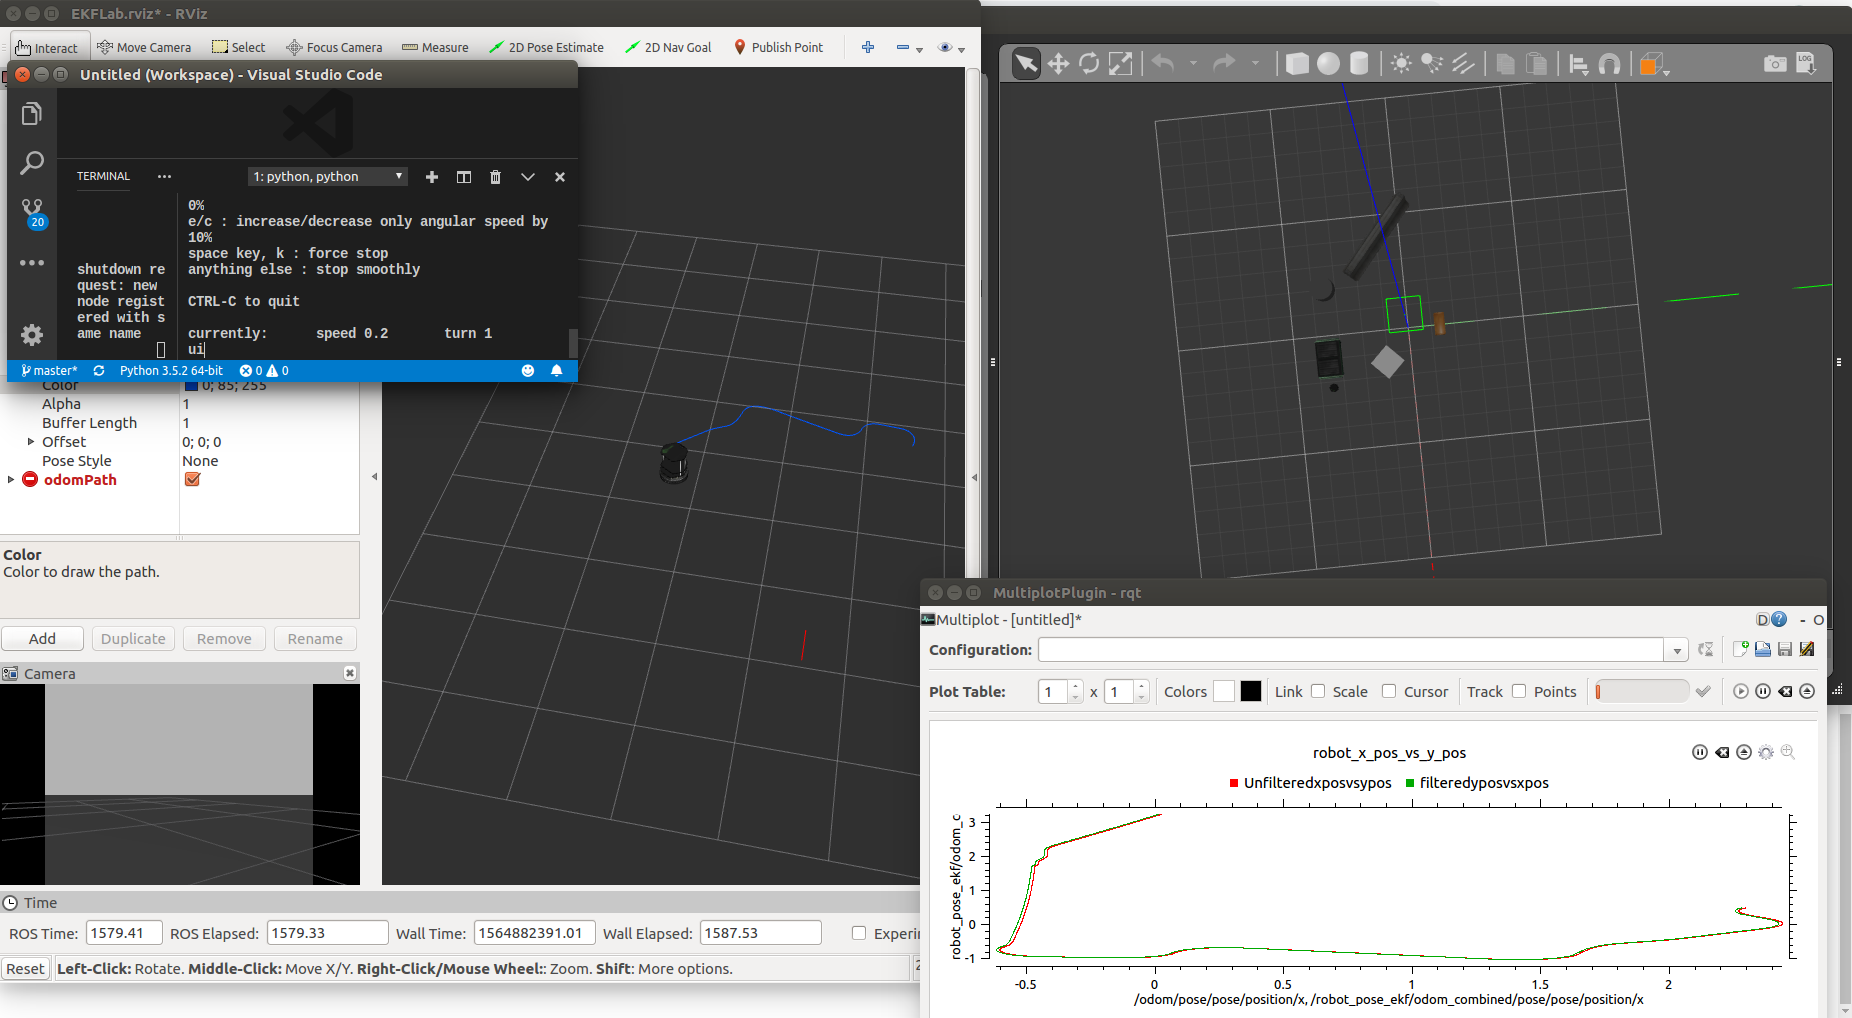 EKFLab.rviz* - RViz
Interact
Move Camera
Select
Focus Camera
Measure
2D Pose Estimate
2D Nav Goal
Publish Point
Untitled (Workspace) - Visual Studio Code
TERMINAL
1: python, python
20
shutdown re
quest: new
node regist
ered with s
ame name
0%
e/c : increase/decrease only angular speed by
10%
space key, k : force stop
anything else : stop smoothly
CTRL-C to quit
currently: speed 0.2 turn 1
ui
master*
Python 3.5.2 64-bit
0
0
Color
0; 85; 255
Alpha
1
Buffer Length
1
Offset
0; 0; 0
Pose Style
None
odomPath
Color
Color to draw the path.
Add
Duplicate
Remove
Rename
Camera
Time
ROS Time:
1579.41
ROS Elapsed:
1579.33
Wall Time:
1564882391.01
Wall Elapsed:
1587.53
Experi
Reset
Left-Click: Rotate. Middle-Click: Move X/Y. Right-Click/Mouse Wheel:: Zoom. Shift: More options.
LOG
MultiplotPlugin - rqt
Multiplot - [untitled]*
D
?
- O
Configuration:
Plot Table:
1
x
1
Colors
Link
Scale
Cursor
Track
Points
robot_x_pos_vs_y_pos
Unfilteredxposvsypos
filteredyposvsxpos
robot_pose_ekf/odom_c
3
2
1
0
-1
-0.5
0
0.5
1
1.5
2
/odom/pose/pose/position/x, /robot_pose_ekf/odom_combined/pose/pose/position/x